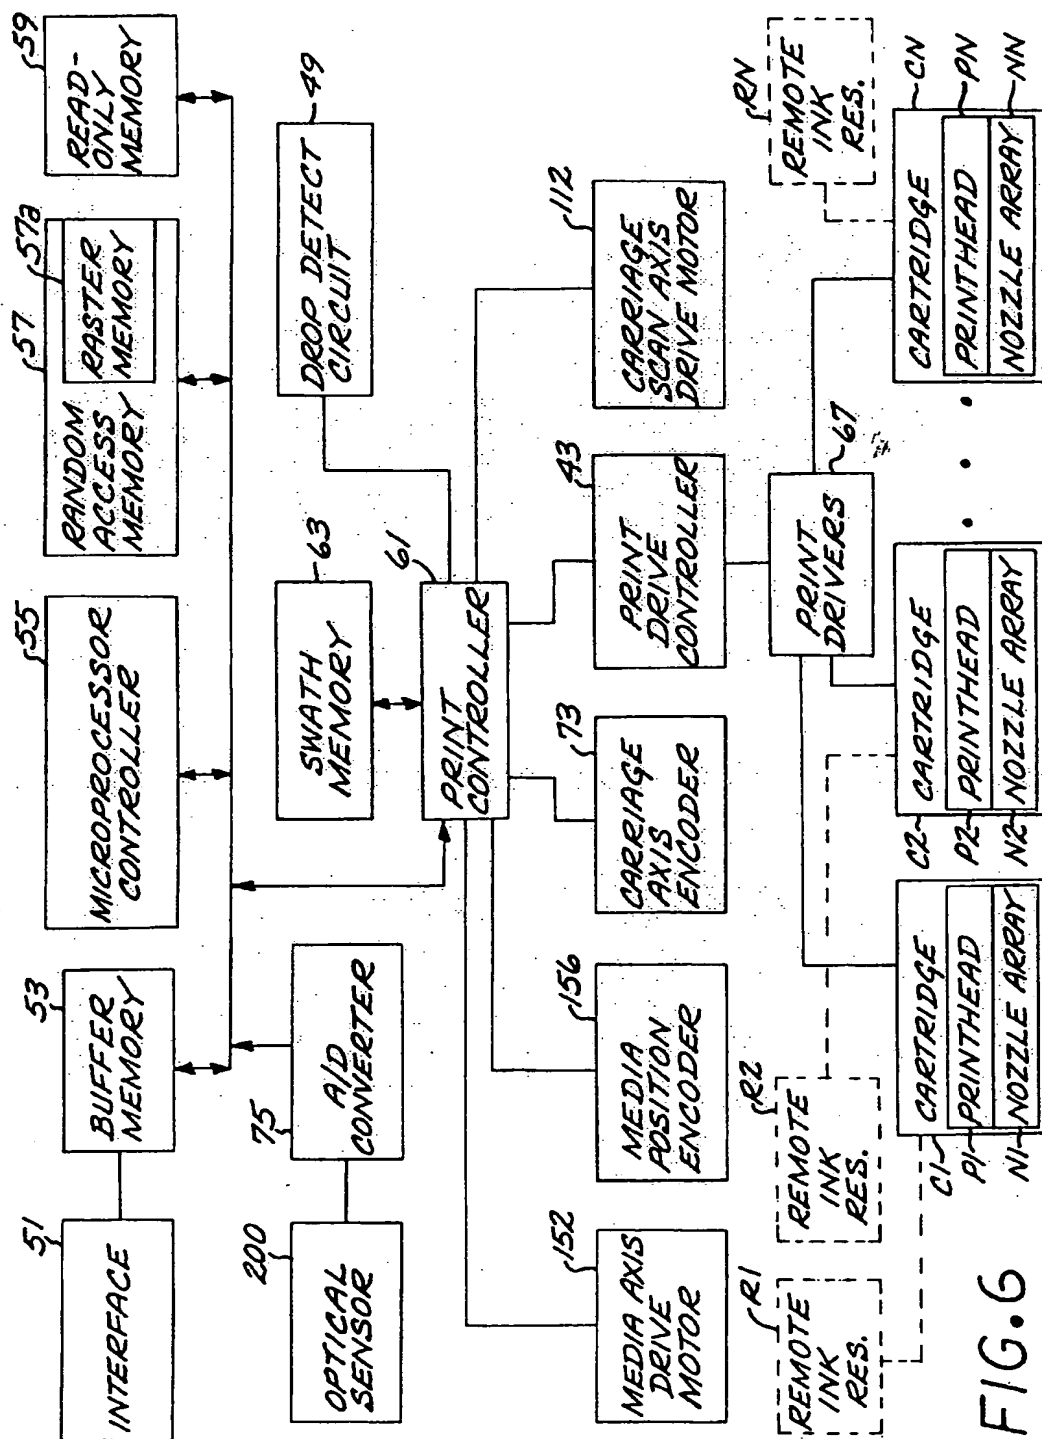 51
INTERFACE
53
BUFFER
MEMORY
55
MICROPROCESSOR
CONTROLLER
57
RANDOM
ACCESS
MEMORY
57a
RASTER
MEMORY
59
READ-
ONLY
MEMORY
200
OPTICAL
SENSOR
75
A/D
CONVERTER
63
SWATH
MEMORY
49
DROP DETECT
CIRCUIT
61
PRINT
CONTROLLER
152
MEDIA AXIS
DRIVE
MOTOR
156
MEDIA
POSITION
ENCODER
73
CARRIAGE
AXIS
ENCODER
43
PRINT
DRIVE
CONTROLLER
112
CARRIAGE
SCAN AXIS
DRIVE MOTOR
R1
REMOTE
INK
RES.
R2
REMOTE
INK
RES.
67
PRINT
DRIVERS
RN
REMOTE
INK
RES.
C1
CARTRIDGE
P1
PRINTHEAD
N1
NOZZLE ARRAY
C2
CARTRIDGE
P2
PRINTHEAD
N2
NOZZLE ARRAY
• • •
CARTRIDGE
CN
PRINTHEAD
PN
NOZZLE ARRAY
NN
FIG.6